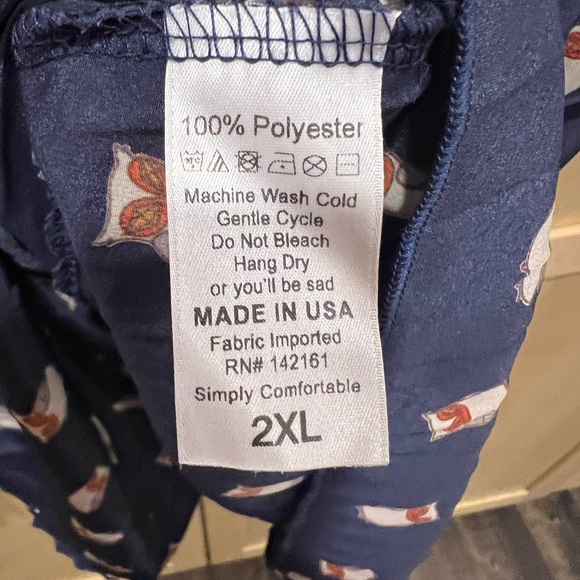 100% Polyester
Machine Wash Cold
Gentle Cycle
Do Not Bleach
Hang Dry
or you'll be sad
MADE IN USA
Fabric Imported
RN# 142161
Simply Comfortable
2XL